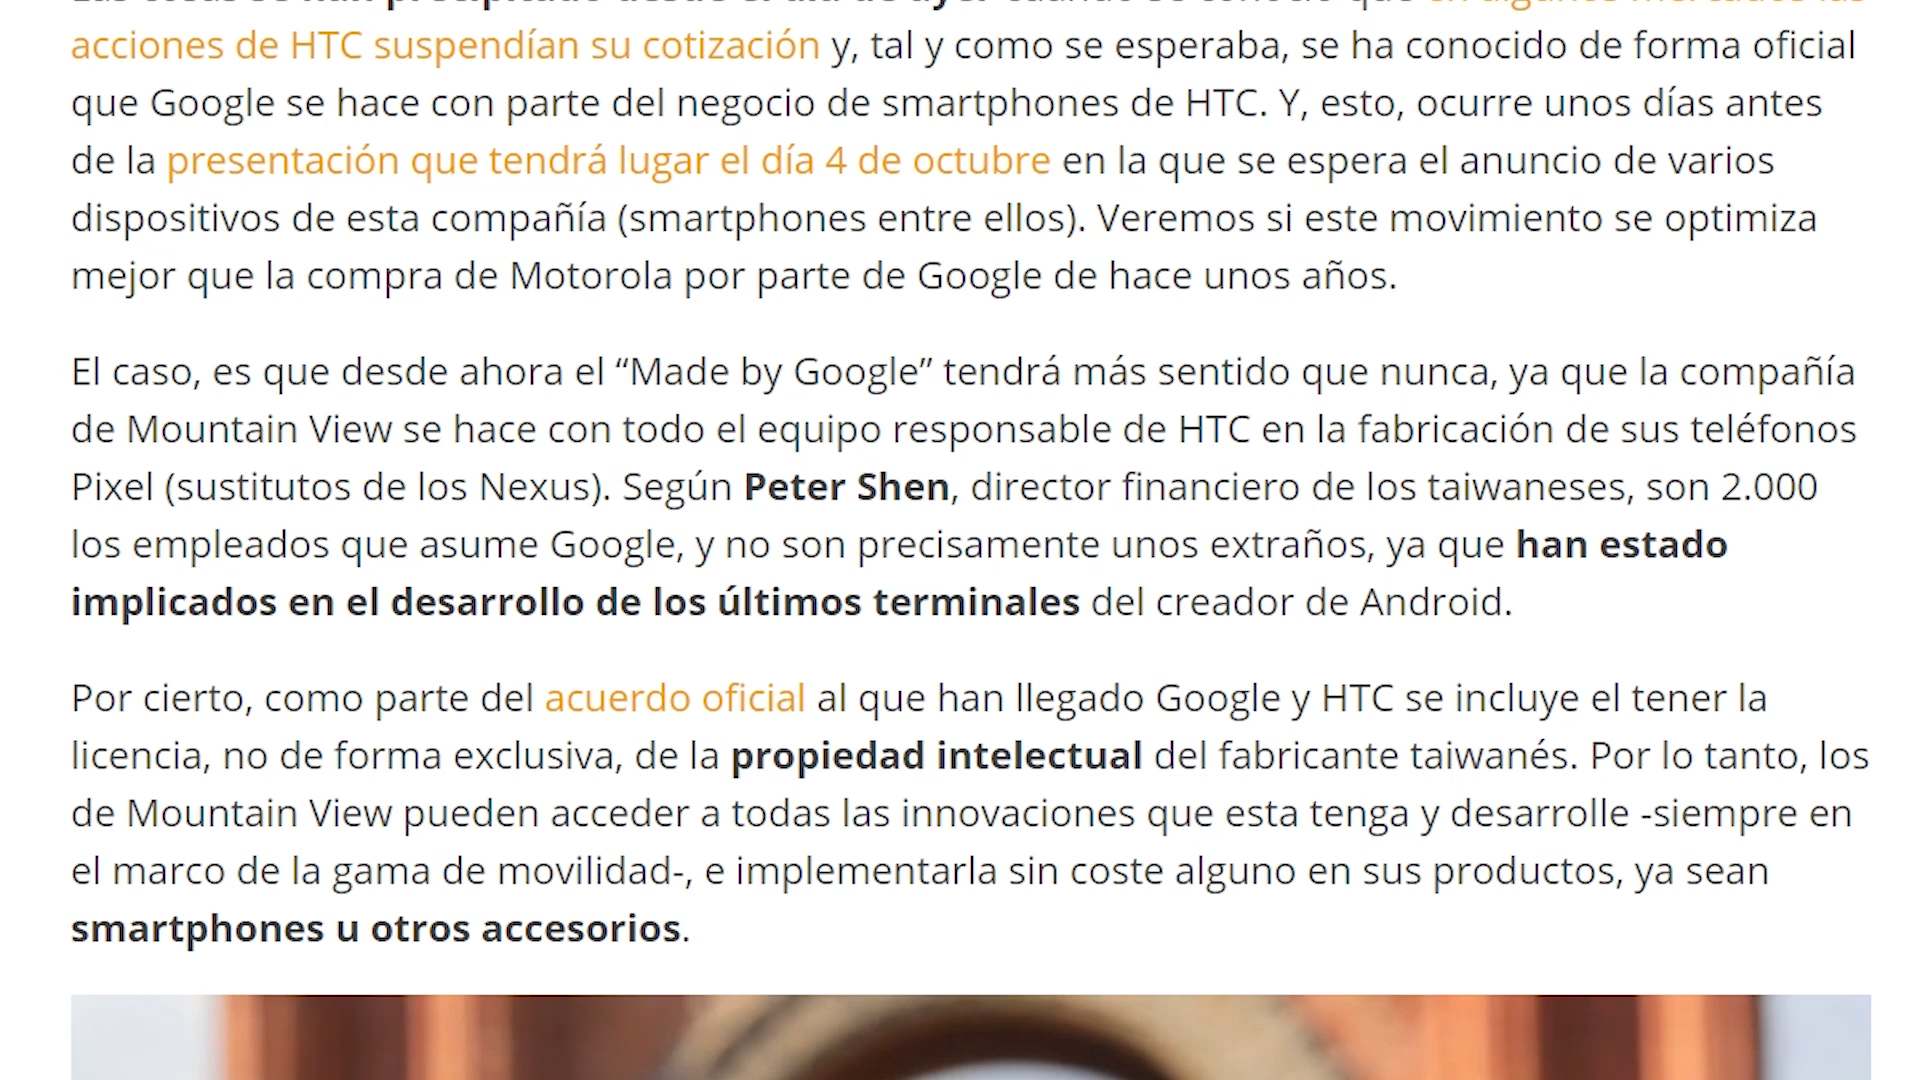 acciones de HTC suspendían su cotización y, tal y como se esperaba, se ha conocido de forma oficial
que Google se hace con parte del negocio de smartphones de HTC. Y, esto, ocurre unos días antes
de la presentación que tendrá lugar el día 4 de octubre en la que se espera el anuncio de varios
dispositivos de esta compañía (smartphones entre ellos). Veremos si este movimiento se optimiza
mejor que la compra de Motorola por parte de Google de hace unos años.
El caso, es que desde ahora el “Made by Google” tendrá más sentido que nunca, ya que la compañía
de Mountain View se hace con todo el equipo responsable de HTC en la fabricación de sus teléfonos
Pixel (sustitutos de los Nexus). Según Peter Shen, director financiero de los taiwaneses, son 2.000
los empleados que asume Google, y no son precisamente unos extraños, ya que han estado
implicados en el desarrollo de los últimos terminales del creador de Android.
Por cierto, como parte del acuerdo oficial al que han llegado Google y HTC se incluye el tener la
licencia, no de forma exclusiva, de la propiedad intelectual del fabricante taiwanés. Por lo tanto, los
de Mountain View pueden acceder a todas las innovaciones que esta tenga y desarrolle -siempre en
el marco de la gama de movilidad-, e implementarla sin coste alguno en sus productos, ya sean
smartphones u otros accesorios.